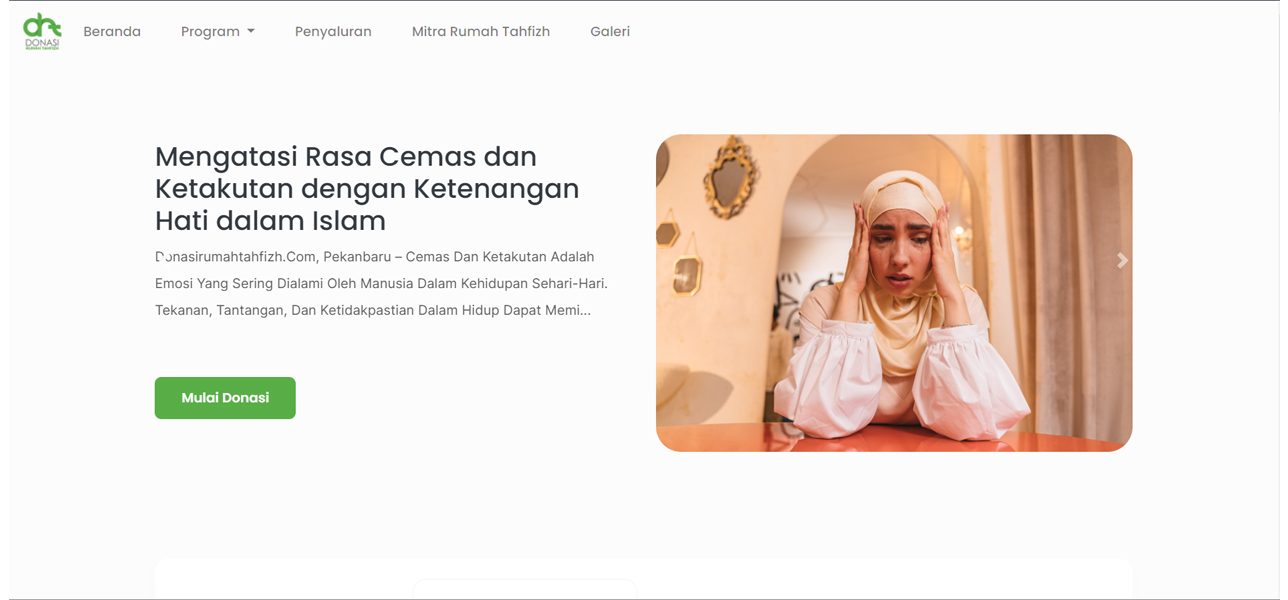 DONASI
RUMAH TAHFIZH
Beranda
Program
Penyaluran
Mitra Rumah Tahfizh
Galeri
Mengatasi Rasa Cemas dan
Ketakutan dengan Ketenangan
Hati dalam Islam
Donasirumahtahfizh.Com, Pekanbaru – Cemas Dan Ketakutan Adalah
Emosi Yang Sering Dialami Oleh Manusia Dalam Kehidupan Sehari-Hari.
Tekanan, Tantangan, Dan Ketidakpastian Dalam Hidup Dapat Memi...
Mulai Donasi